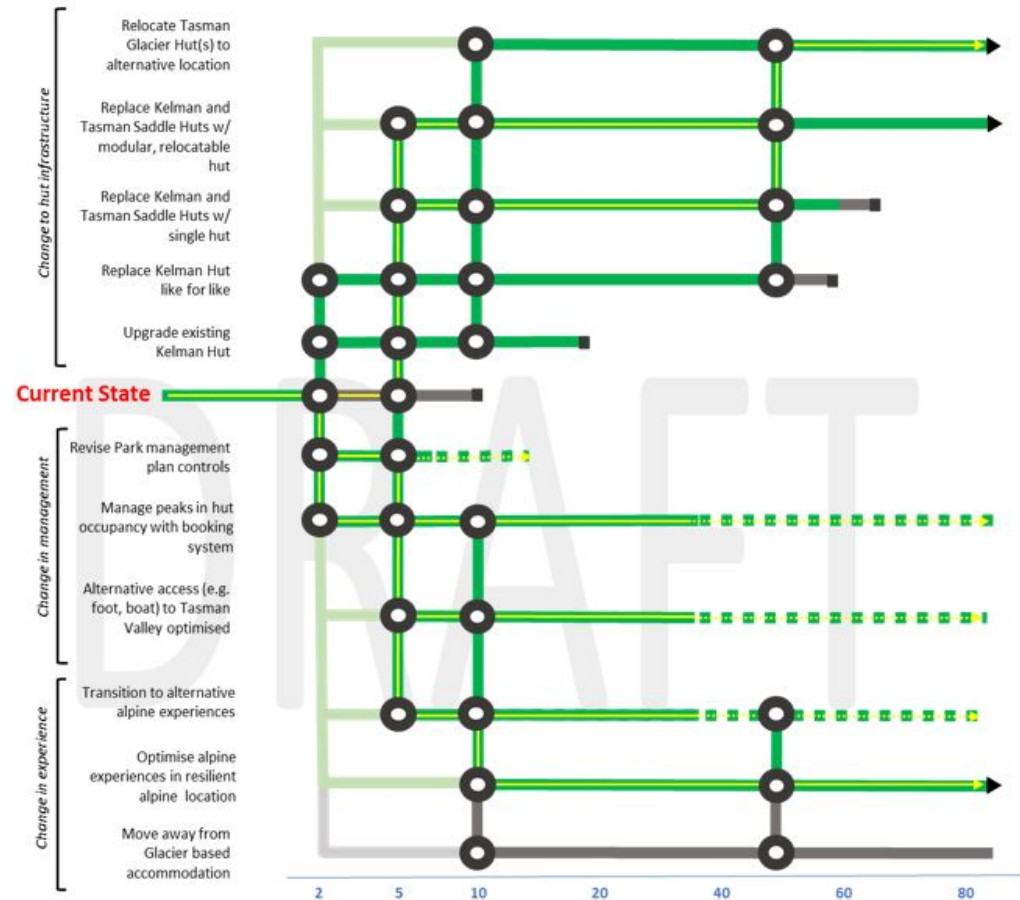 Relocate Tasman
Glacier Hut(s) to
alternative location
Replace Kelman and
Tasman Saddle Huts w/
modular, relocatable
hut
Replace Kelman and
Tasman Saddle Huts w/
single hut
Replace Kelman Hut
like for like
Upgrade existing
Kelman Hut
Change to hut infrastructure
Current State
Revise Park management
plan controls
Manage peaks in hut
occupancy with booking
system
Alternative access (e.g.
foot, boat) to Tasman
Valley optimised
Change in management
Transition to alternative
alpine experiences
Optimise alpine
experiences in resilient
alpine location
Move away from
Glacier based
accommodation
Change in experience
DRAFT
2 5 10 20 40 60 80